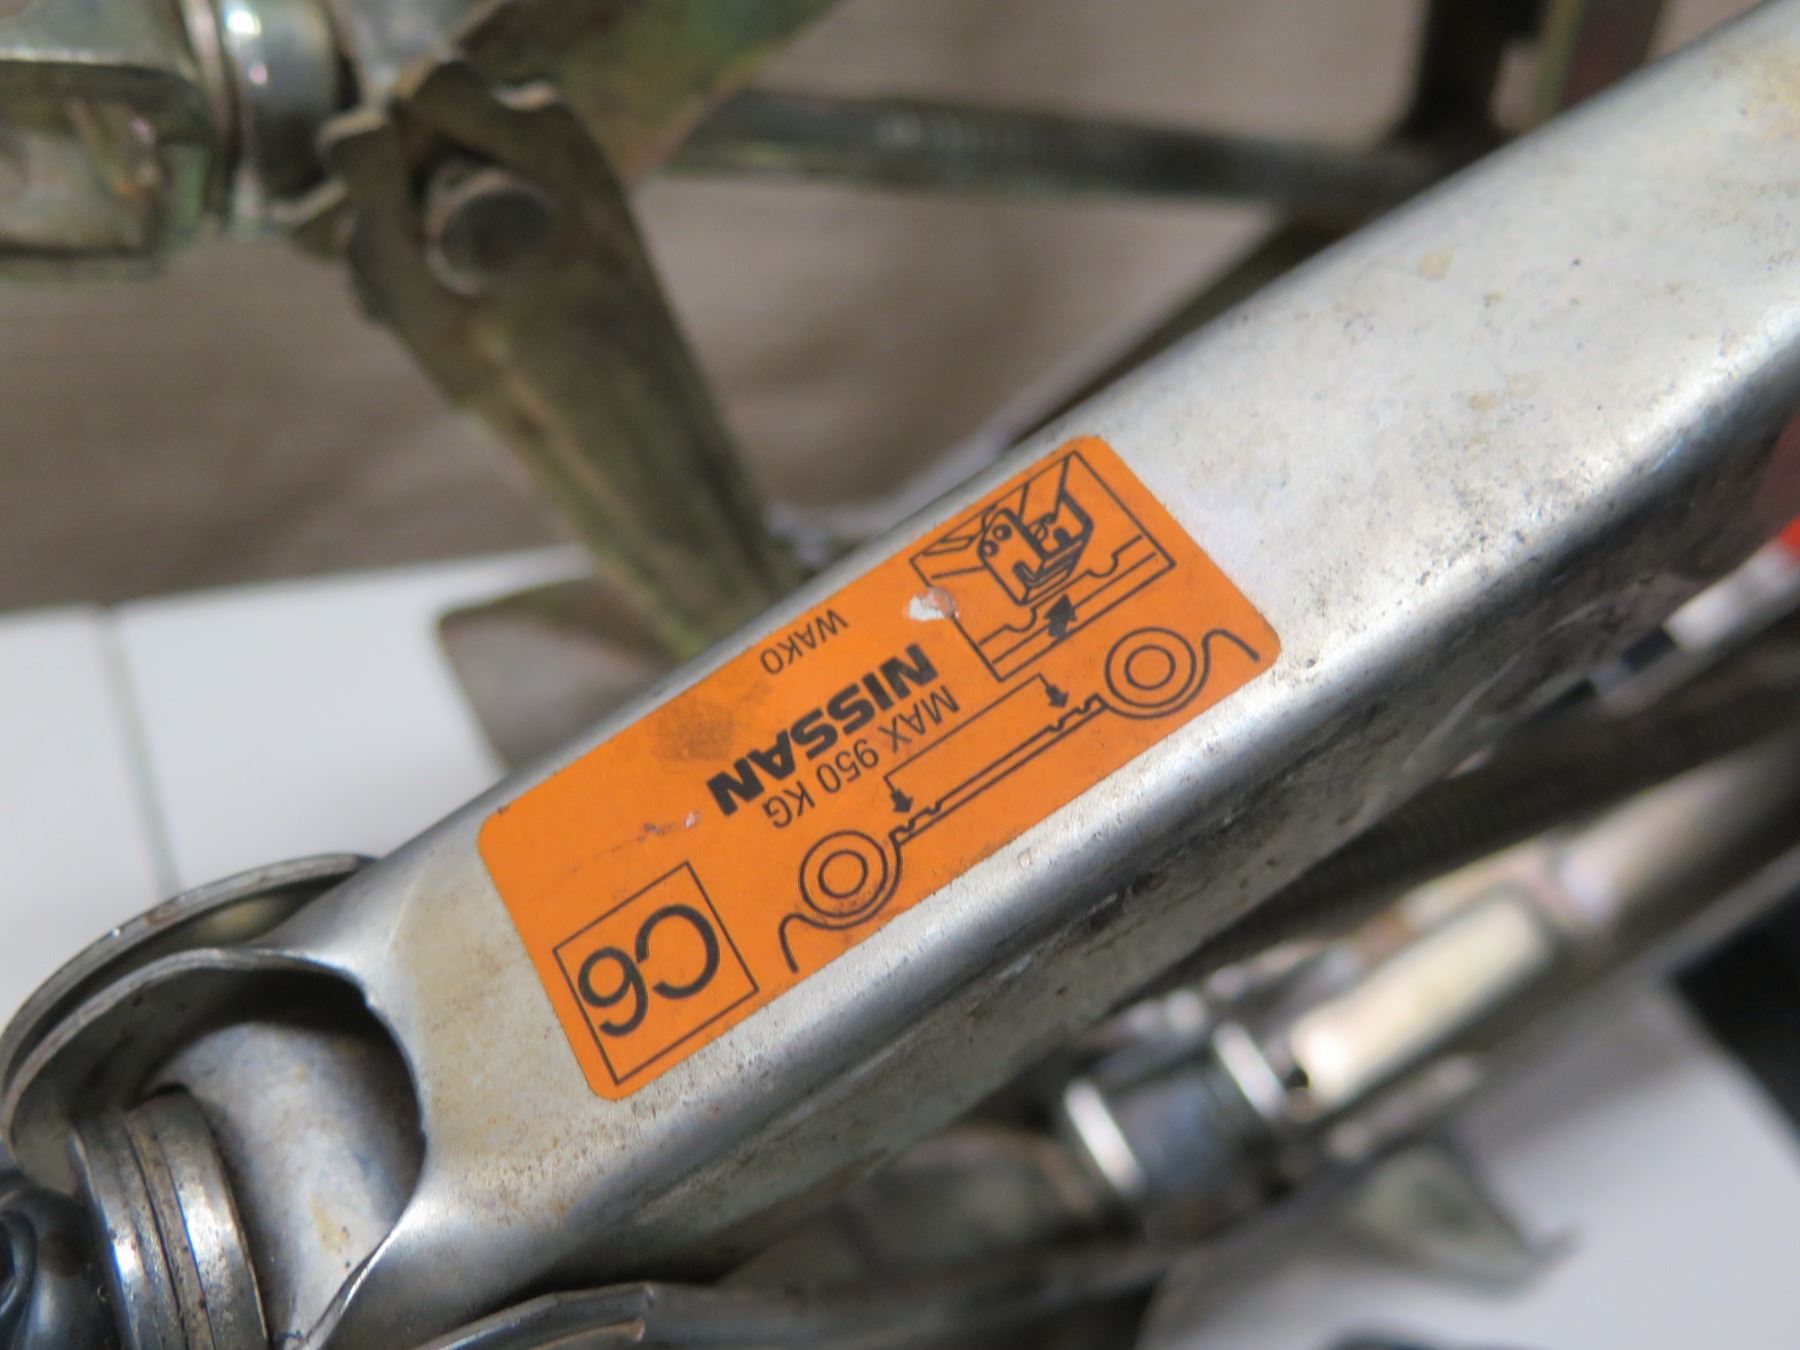 C6
MAX 950 KG
NISSAN
WAKO